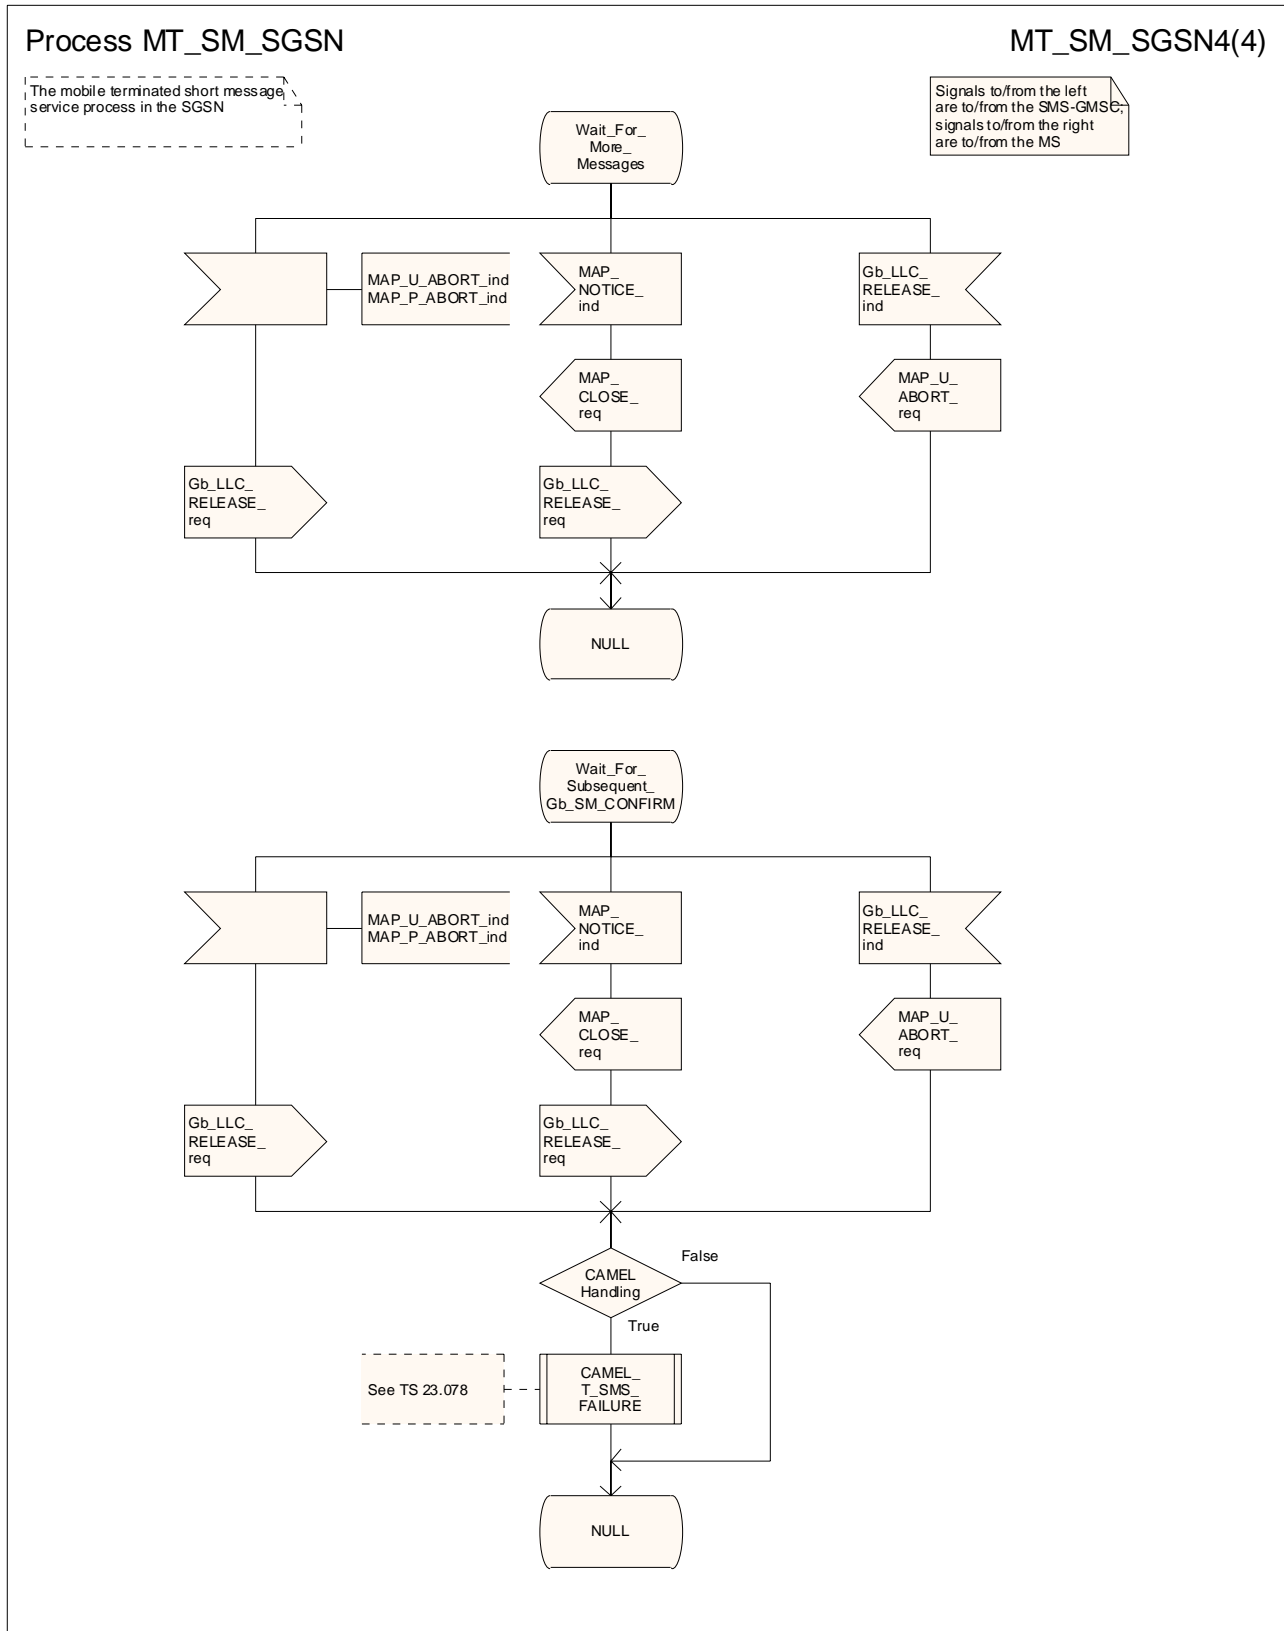 Process MT_SM_SGSN
MT_SM_SGSN4(4)
The mobile terminated short message
service process in the SGSN
Signals to/from the left
are to/from the SMS-GMSC;
signals to/from the right
are to/from the MS
Wait_For_
More_
Messages
MAP_U_ABORT_ind
MAP_P_ABORT_ind
MAP_
NOTICE_
ind
Gb_LLC_
RELEASE_
ind
MAP_
CLOSE_
req
MAP_U_
ABORT_
req
Gb_LLC_
RELEASE_
req
Gb_LLC_
RELEASE_
req
NULL
Wait_For_
Subsequent_
Gb_SM_CONFIRM
MAP_U_ABORT_ind
MAP_P_ABORT_ind
MAP_
NOTICE_
ind
Gb_LLC_
RELEASE_
ind
MAP_
CLOSE_
req
MAP_U_
ABORT_
req
Gb_LLC_
RELEASE_
req
Gb_LLC_
RELEASE_
req
False
CAMEL
Handling
True
See TS 23.078
CAMEL_
T_SMS_
FAILURE
NULL